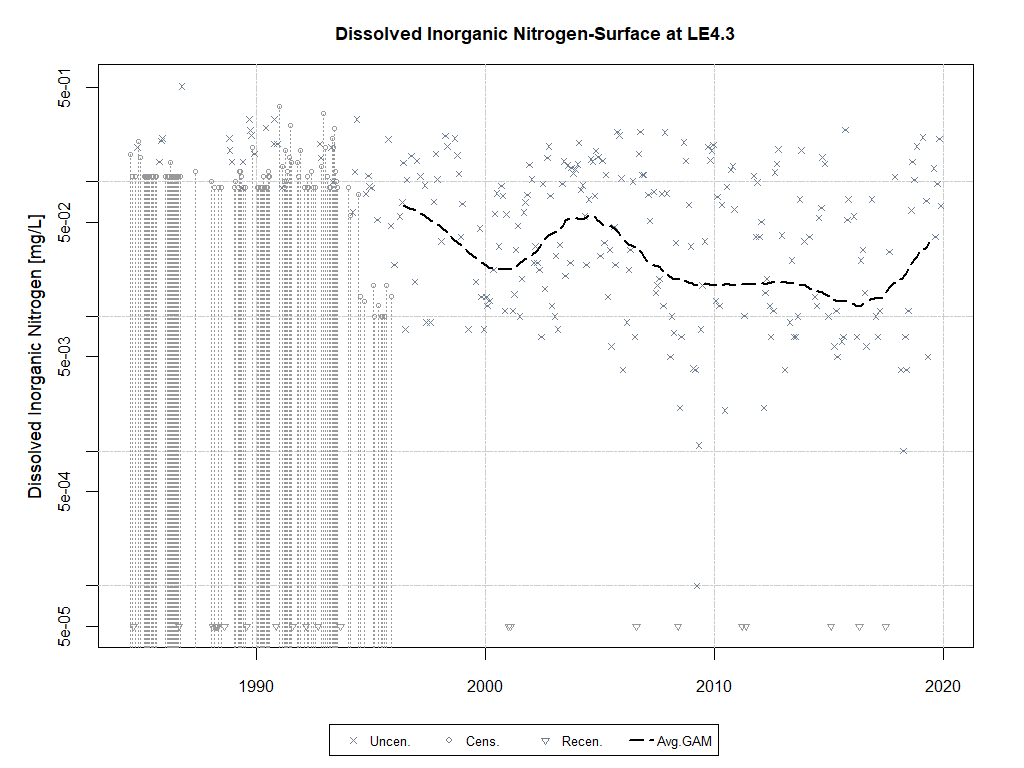 Dissolved Inorganic Nitrogen-Surface at LE4.3
Dissolved Inorganic Nitrogen [mg/L]
5e-01
5e-02
5e-03
5e-04
5e-05
1990 2000 2010 2020
Uncen. Cens. Recen. Avg.GAM